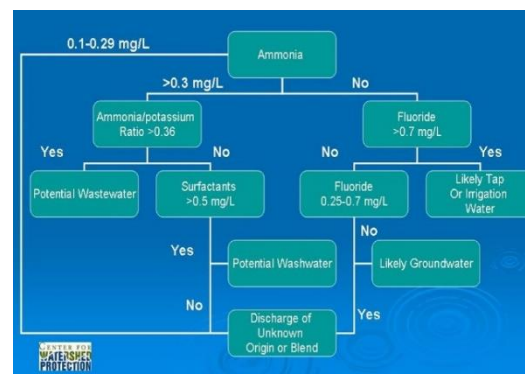 0.1-0.29 mg/L
Ammonia
>0.3 mg/L
No
Ammonia/potassium
Ratio >0.36
Fluoride
>0.7 mg/L
Yes
No
No
Yes
Potential Wastewater
Surfactants
>0.5 mg/L
Fluoride
0.25-0.7 mg/L
Likely Tap
Or Irrigation
Water
Yes
No
Potential Washwater
Likely Groundwater
No
Yes
Discharge of
Unknown
Origin or Blend
CENTER FOR
WATERSHED
PROTECTION